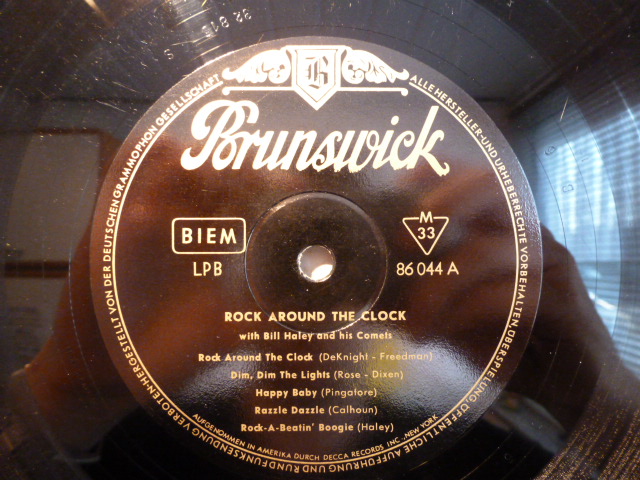 B
Brunswick
BIEM
LPB
M
33
86 044 A
ROCK AROUND THE CLOCK
with Bill Haley and his Comets
Rock Around The Clock (DeKnight - Freedman)
Dim, Dim The Lights (Rose - Dixen)
Happy Baby (Pingatore)
Razzle Dazzle (Calhoun)
Rock-A-Beatin' Boogie (Haley)
AUFGENOMMEN IN AMERIKA DURCH DECCA RECORDS, INC., NEW YORK
HERGESTELLT VON DER DEUTSCHEN GRAMMOPHON GESELLSCHAFT
ALLE HERSTELLER- UND URHEBERRECHTE VORBEHALTEN · ÜBERSPIELUNG, ÖFFENTLICHE AUFFÜHRUNG UND RUNDFUNKSENDUNG VERBOTEN ·